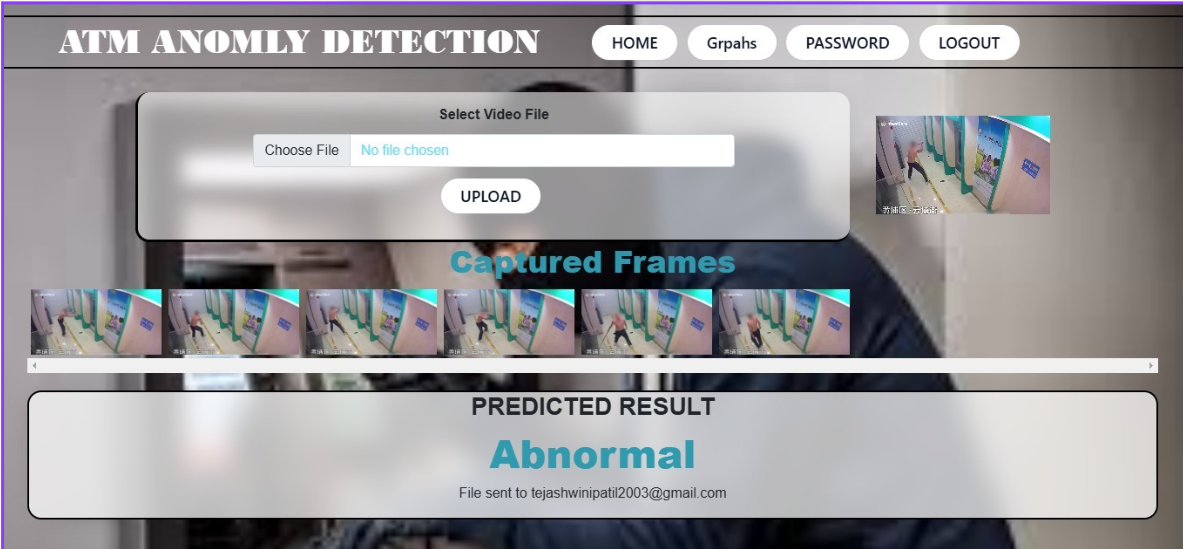 ATM ANOMLY DETECTION
HOME
Grpahs
PASSWORD
LOGOUT
Select Video File
Choose File
No file chosen
UPLOAD
Captured Frames
PREDICTED RESULT
Abnormal
File sent to tejashwinipatil2003@gmail.com